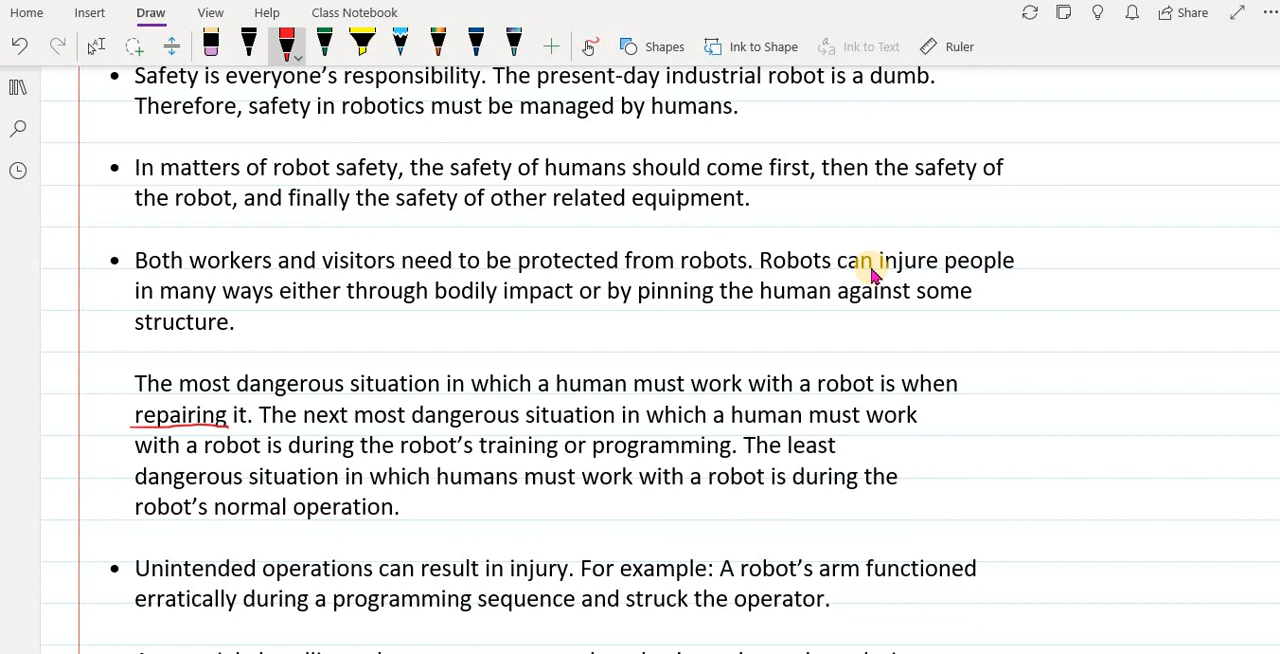 Home Insert Draw View Help Class Notebook Share
Shapes Ink to Shape Ink to Text Ruler
• Safety is everyone's responsibility. The present-day industrial robot is a dumb.
Therefore, safety in robotics must be managed by humans.
• In matters of robot safety, the safety of humans should come first, then the safety of
the robot, and finally the safety of other related equipment.
• Both workers and visitors need to be protected from robots. Robots can injure people
in many ways either through bodily impact or by pinning the human against some
structure.
The most dangerous situation in which a human must work with a robot is when
repairing it. The next most dangerous situation in which a human must work
with a robot is during the robot's training or programming. The least
dangerous situation in which humans must work with a robot is during the
robot's normal operation.
• Unintended operations can result in injury. For example: A robot's arm functioned
erratically during a programming sequence and struck the operator.